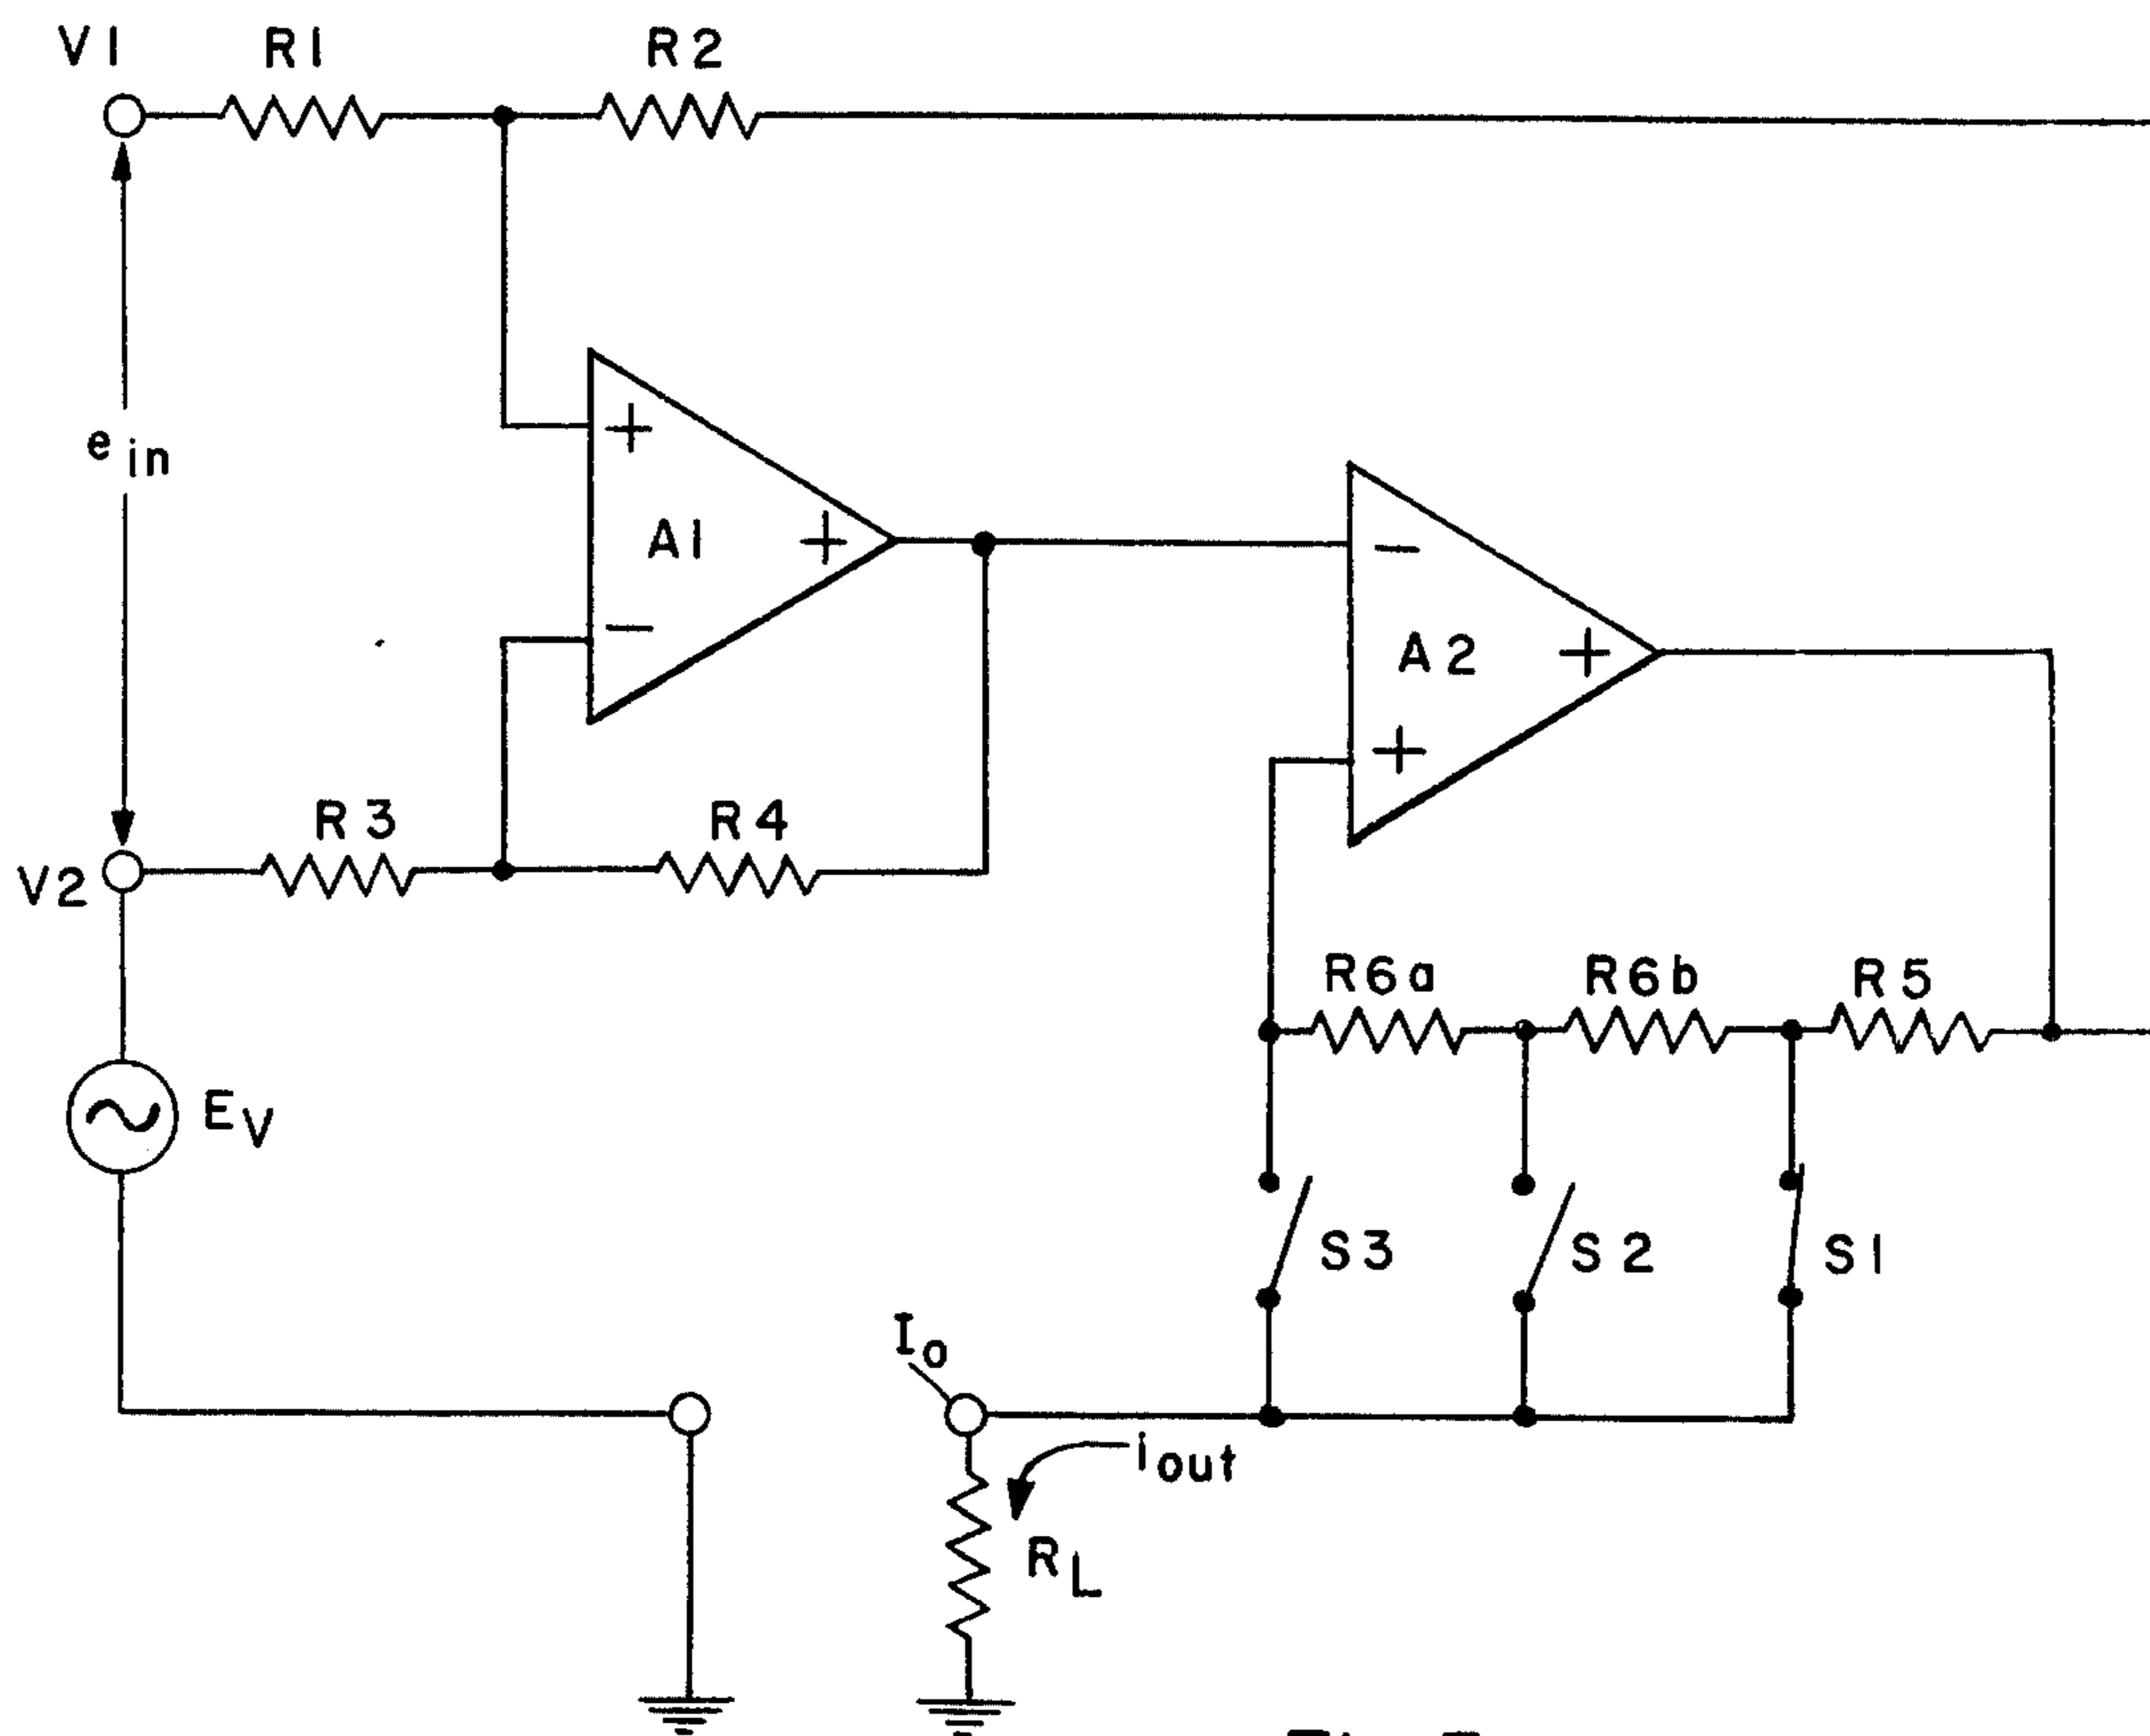 V1 R1 R2
+
A1 +
−
e in
−
A2 +
+
R3 R4
V2
R6a R6b R5
EV
S3 S2 S1
Io
iout
RL